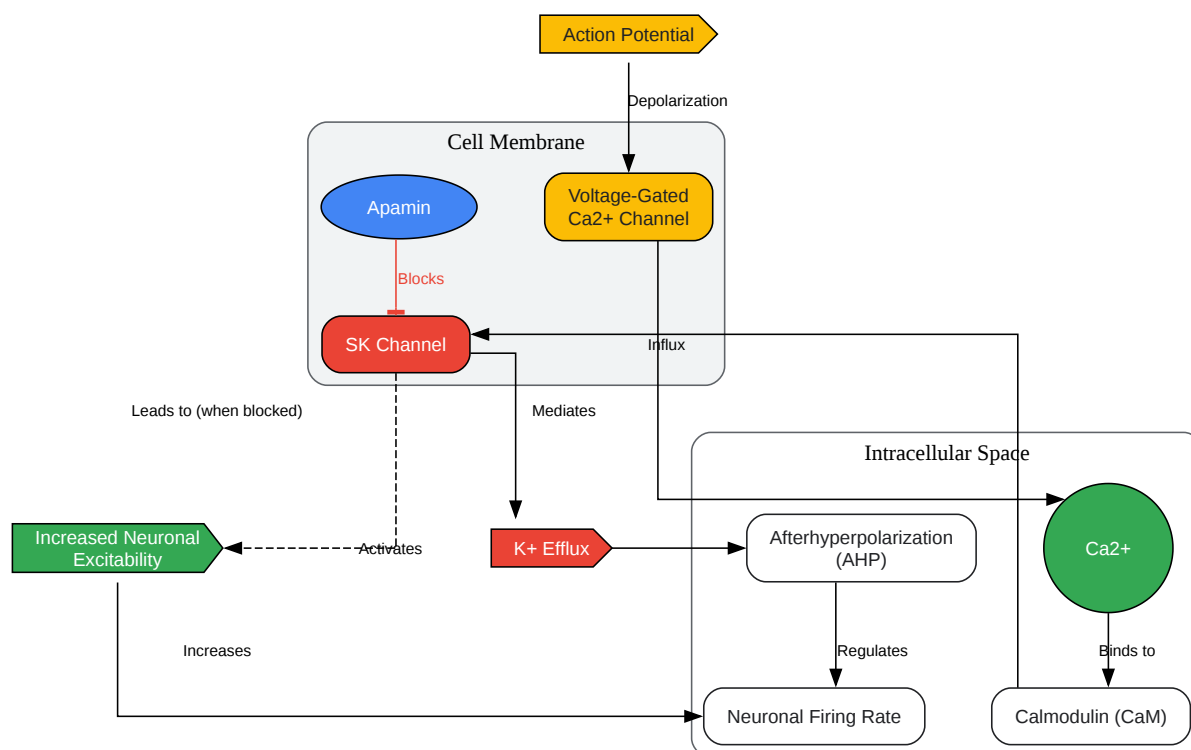 Action Potential
Depolarization
Cell Membrane
Apamin
Voltage-Gated
Ca2+ Channel
Blocks
SK Channel
Influx
Leads to (when blocked)
Mediates
Intracellular Space
Increased Neuronal
Excitability
Activates
K+ Efflux
Afterhyperpolarization
(AHP)
Ca2+
Increases
Regulates
Binds to
Neuronal Firing Rate
Calmodulin (CaM)